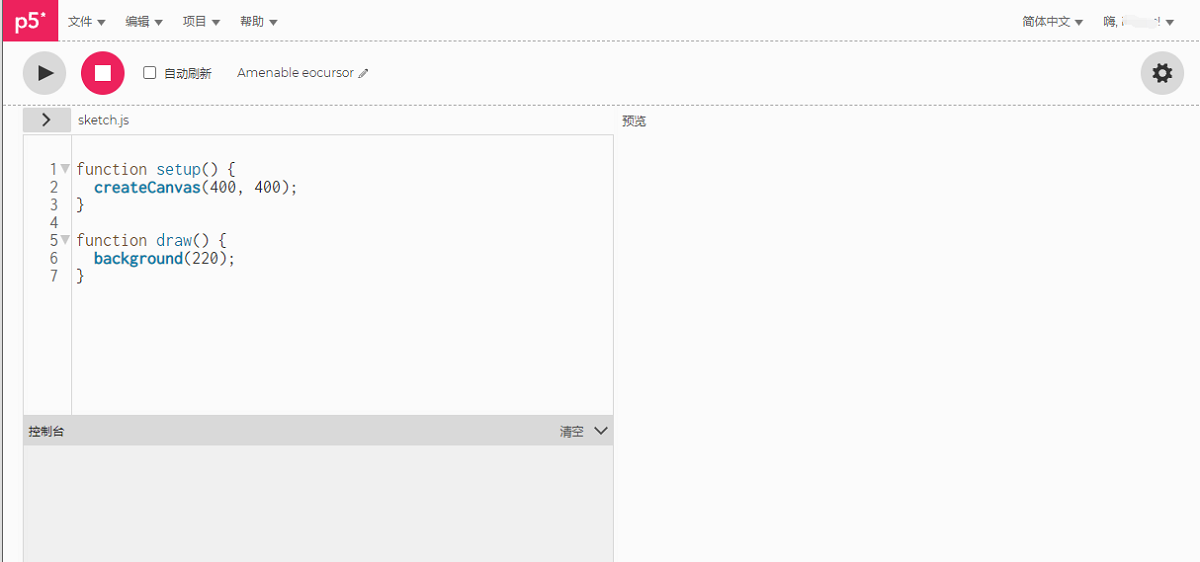 p5* 文件 编辑 项目 帮助 简体中文 嗨,
自动刷新 Amenable eocursor
sketch.js 预览
1 function setup() {
2 createCanvas(400, 400);
3 }
4
5 function draw() {
6 background(220);
7 }
控制台 清空